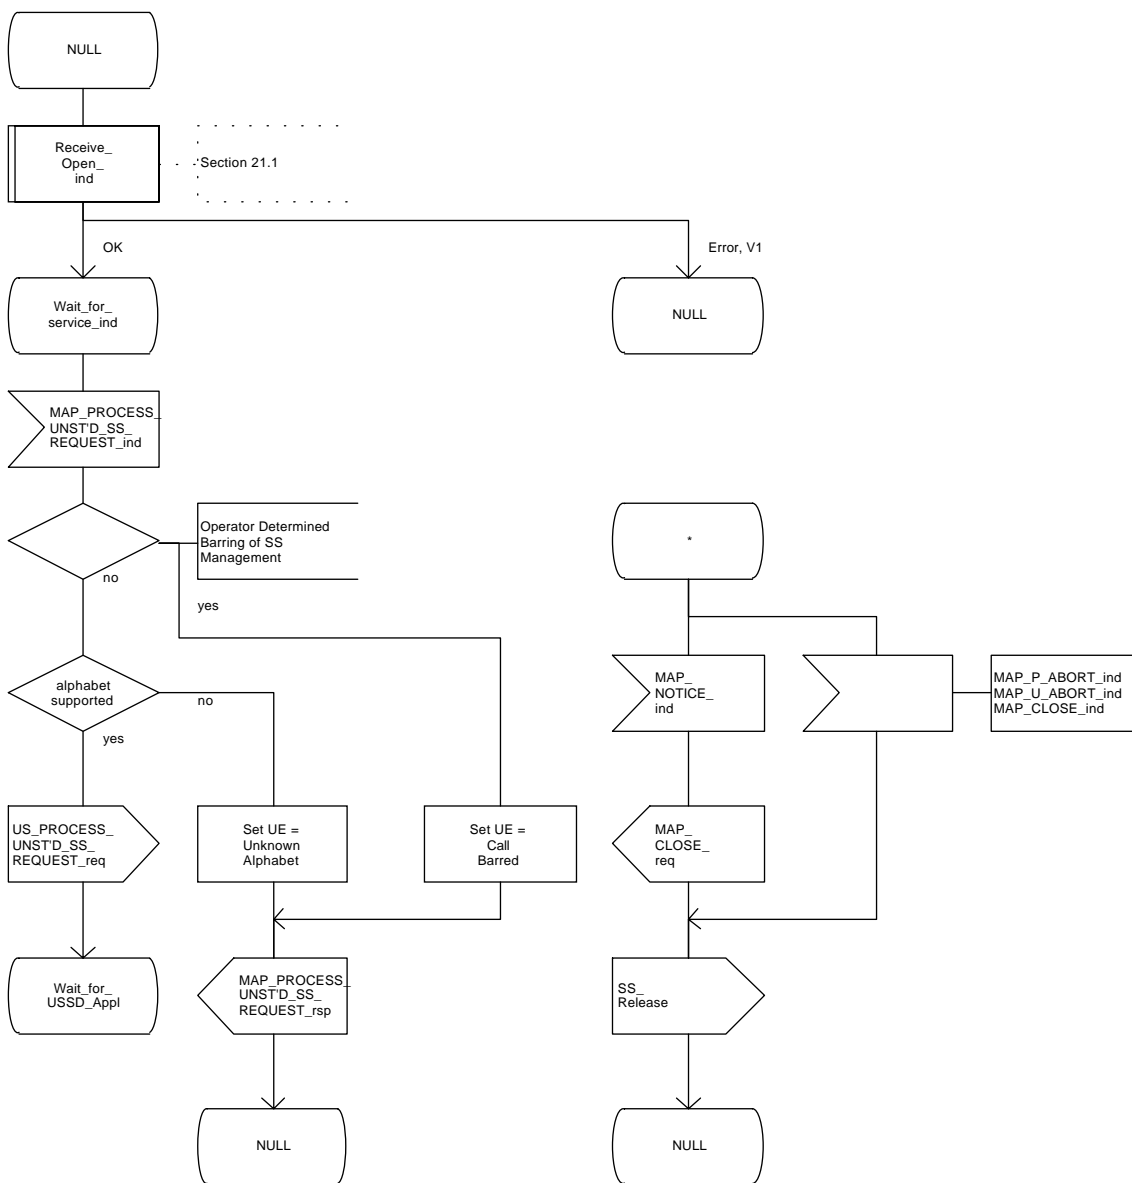 NULL
Receive_
Open_
ind
Section 21.1
OK
Error, V1
Wait_for_
service_ind
NULL
MAP_PROCESS_
UNST'D_SS_
REQUEST_ind
Operator Determined
Barring of SS
Management
no
yes
*
alphabet
supported
no
yes
MAP_
NOTICE_
ind
MAP_P_ABORT_ind
MAP_U_ABORT_ind
MAP_CLOSE_ind
US_PROCESS_
UNST'D_SS_
REQUEST_req
Set UE =
Unknown
Alphabet
Set UE =
Call
Barred
MAP_
CLOSE_
req
Wait_for_
USSD_Appl
MAP_PROCESS_
UNST'D_SS_
REQUEST_rsp
SS_
Release
NULL
NULL